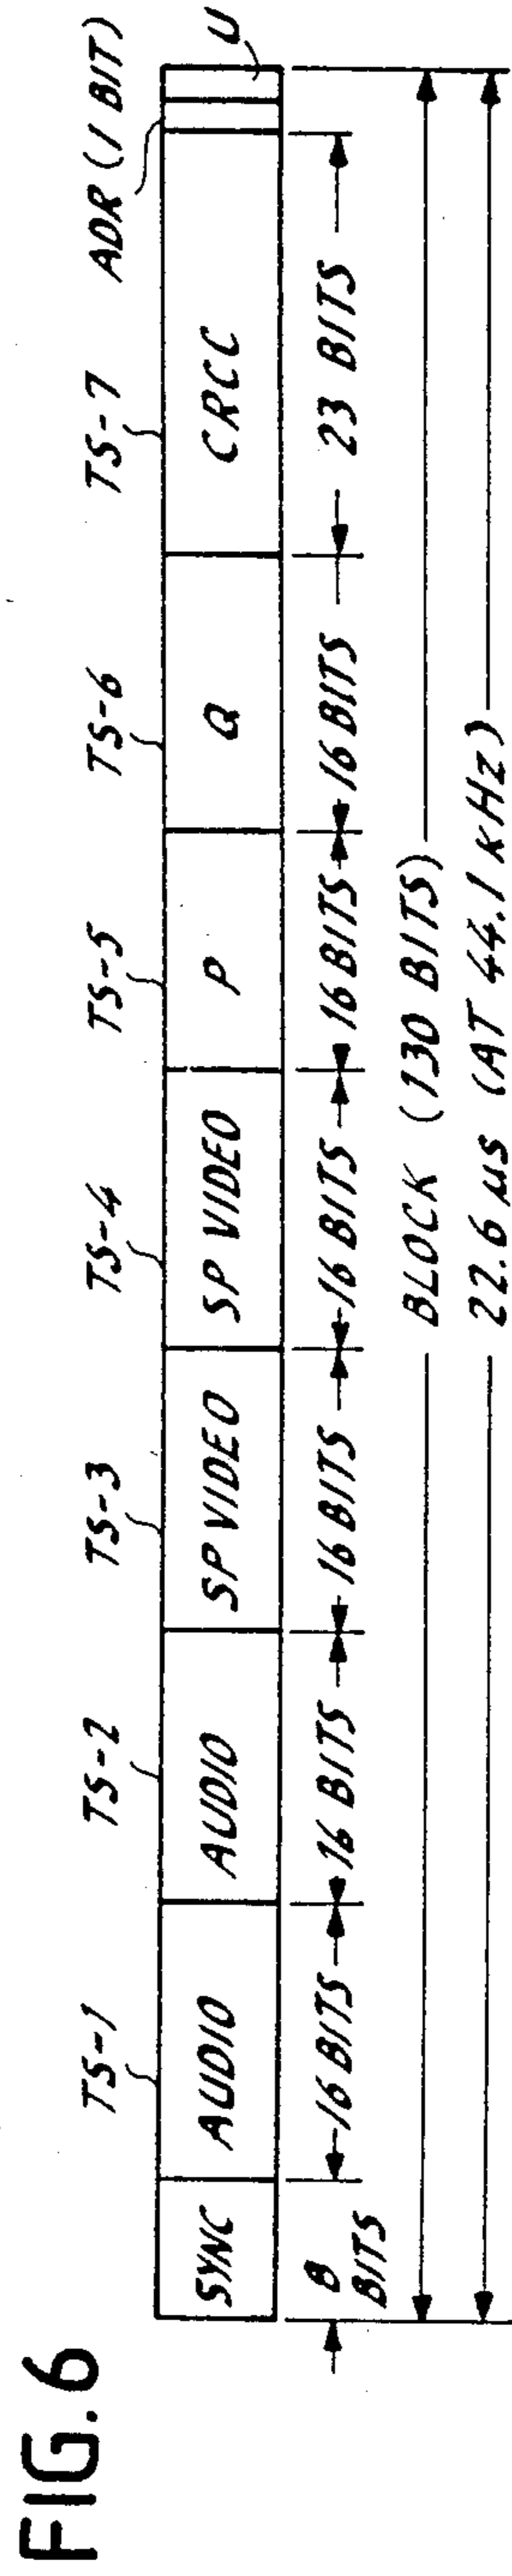 FIG. 6
TS-1 TS-2 TS-3 TS-4 TS-5 TS-6 TS-7 ADR (1 BIT)
SYNC AUDIO AUDIO SP VIDEO SP VIDEO P Q CRCC U
8 BITS 16 BITS 16 BITS 16 BITS 16 BITS 16 BITS 16 BITS 23 BITS
BLOCK (130 BITS)
22.6 µs (AT 44.1 kHz)